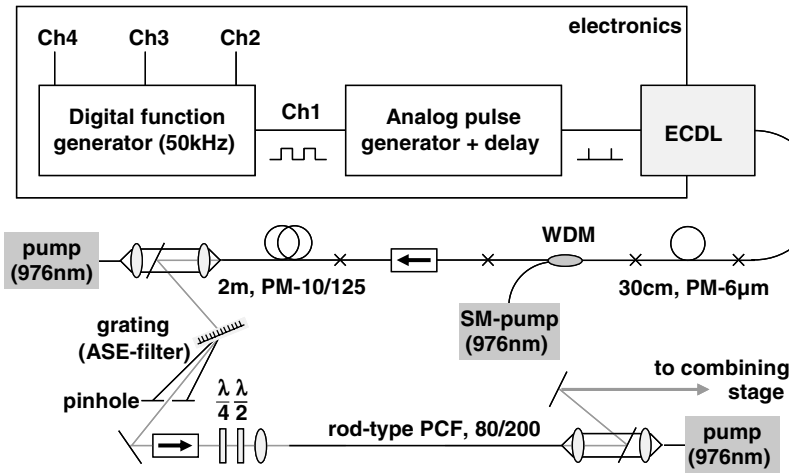 electronics
Ch4
Ch3
Ch2
Digital function
generator (50kHz)
Ch1
Analog pulse
generator + delay
ECDL
pump
(976nm)
2m, PM-10/125
WDM
30cm, PM-6µm
SM-pump
(976nm)
grating
(ASE-filter)
pinhole
λ
4
λ
2
to combining
stage
rod-type PCF, 80/200
pump
(976nm)